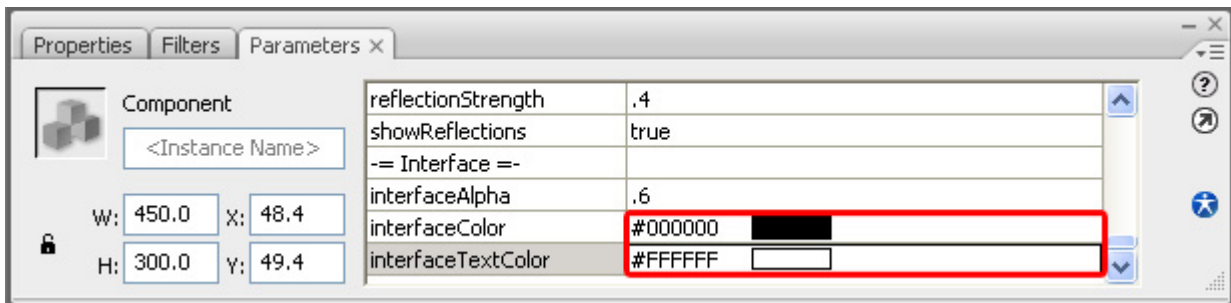 Properties Filters Parameters ×
Component
<Instance Name>
W: 450.0 X: 48.4
H: 300.0 Y: 49.4
reflectionStrength .4
showReflections true
-= Interface =-
interfaceAlpha .6
interfaceColor #000000
interfaceTextColor #FFFFFF